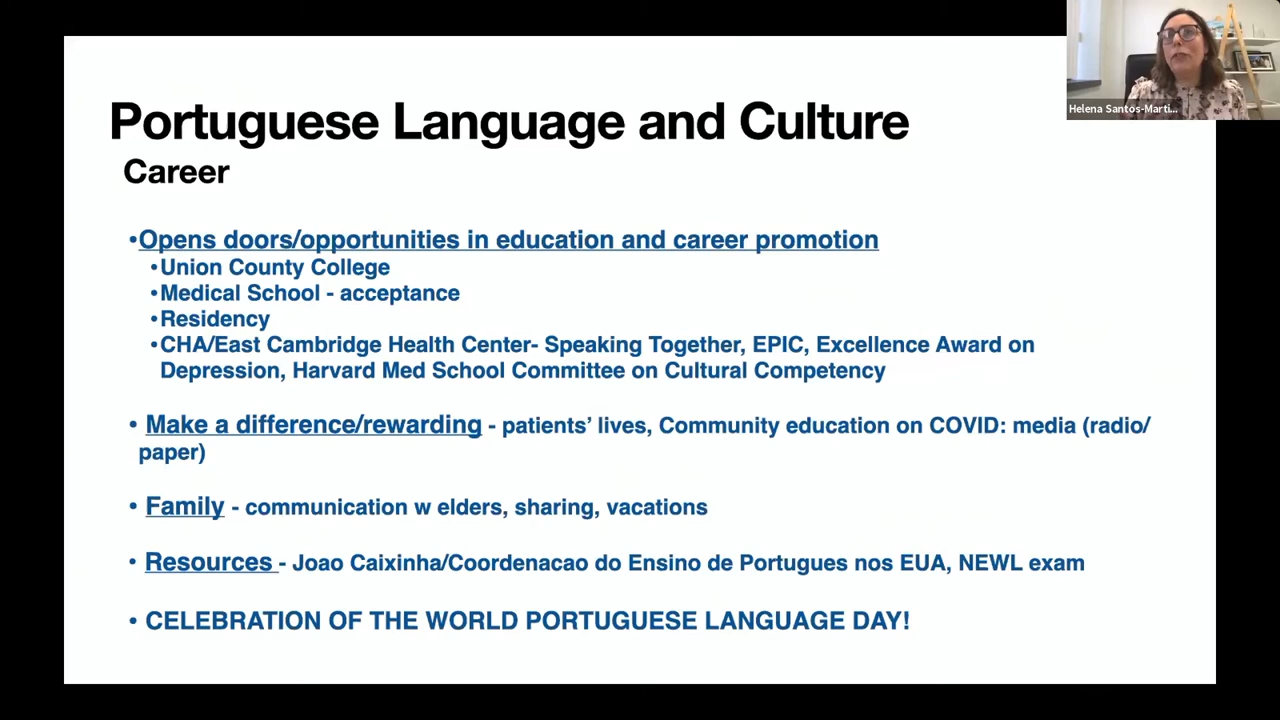 Portuguese Language and Culture
Career
•Opens doors/opportunities in education and career promotion
•Union County College
•Medical School - acceptance
•Residency
•CHA/East Cambridge Health Center- Speaking Together, EPIC, Excellence Award on
Depression, Harvard Med School Committee on Cultural Competency
• Make a difference/rewarding - patients’ lives, Community education on COVID: media (radio/
paper)
• Family - communication w elders, sharing, vacations
• Resources - Joao Caixinha/Coordenacao do Ensino de Portugues nos EUA, NEWL exam
• CELEBRATION OF THE WORLD PORTUGUESE LANGUAGE DAY!
Helena Santos-Marti...